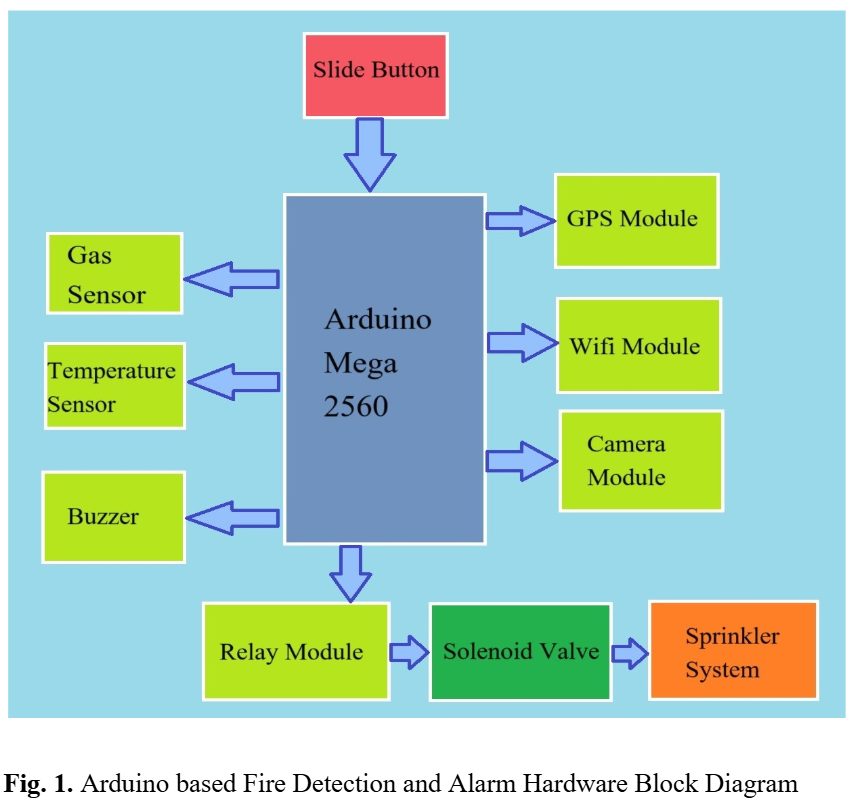 Slide Button
Arduino
Mega
2560
Gas
Sensor
Temperature
Sensor
Buzzer
GPS Module
Wifi Module
Camera
Module
Relay Module
Solenoid Valve
Sprinkler
System
Fig. 1. Arduino based Fire Detection and Alarm Hardware Block Diagram